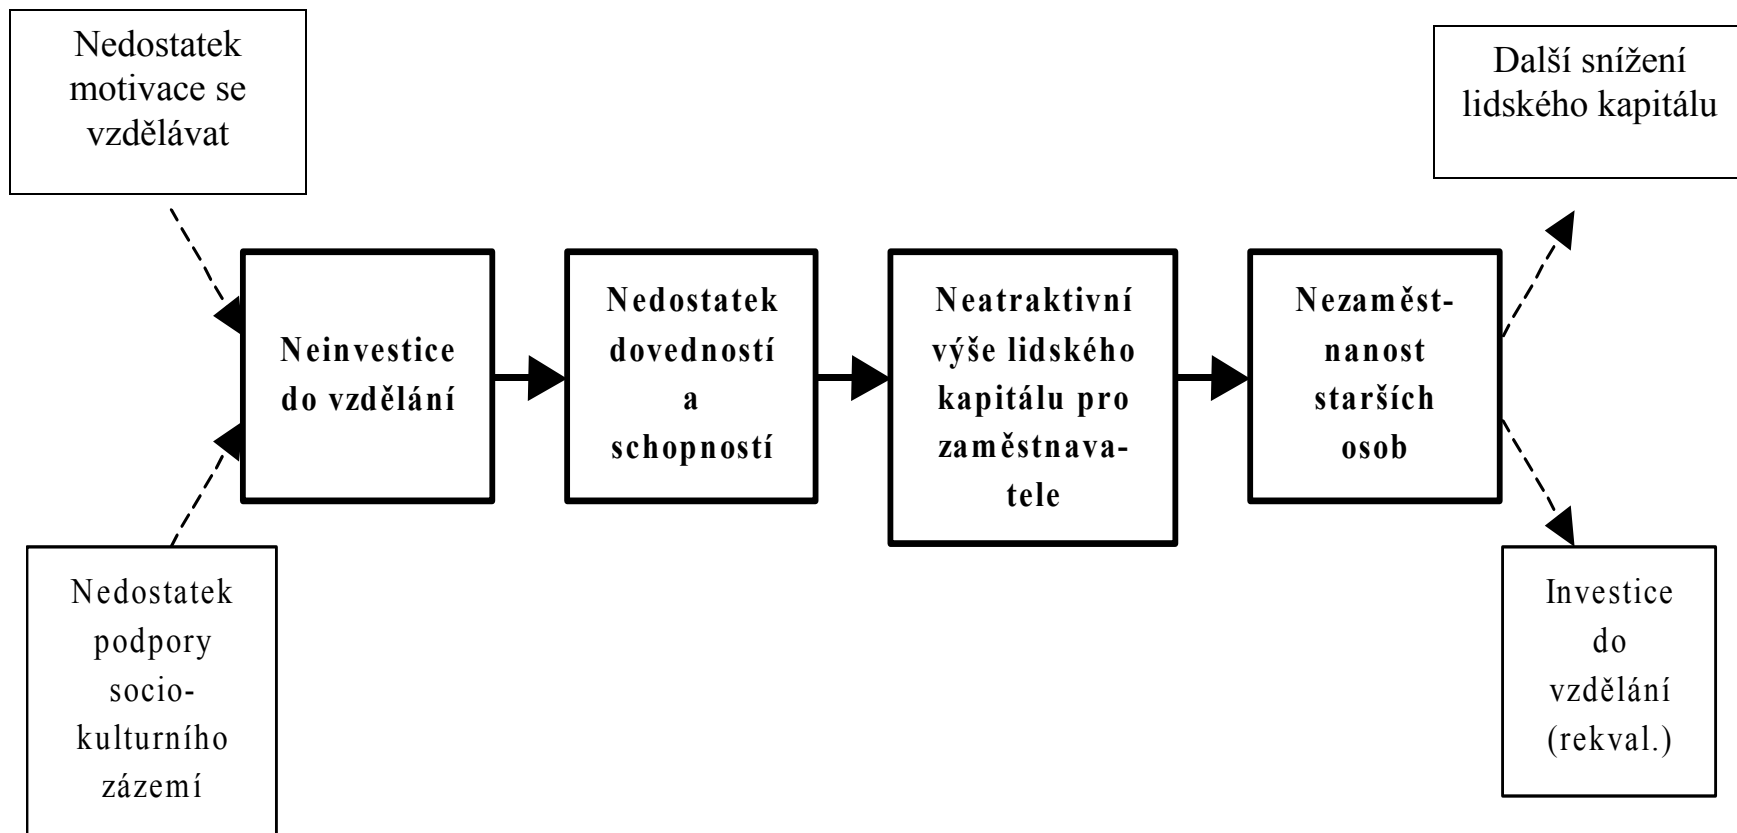 Nedostatek
motivace se
vzdělávat
Další snížení
lidského kapitálu
Neinvestice
do vzdělání
Nedostatek
dovedností
a
schopností
Neatraktivní
výše lidského
kapitálu pro
zaměstnava-
tele
Nezaměst-
nanost
starších
osob
Nedostatek
podpory
socio-
kulturního
zázemí
Investice
do
vzdělání
(rekval.)